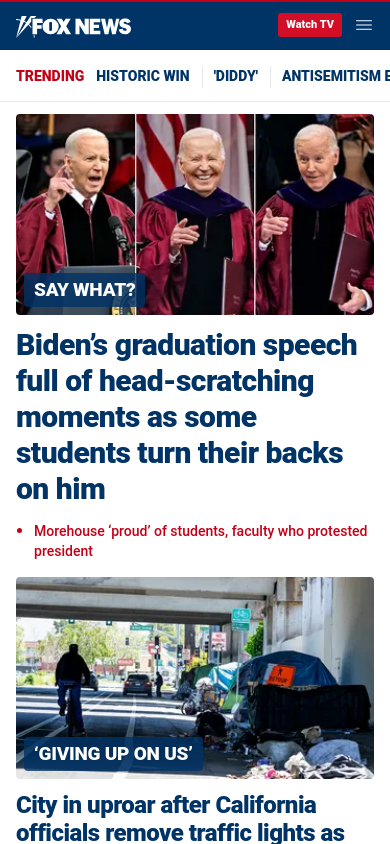 FOX NEWS
Watch TV
TRENDING HISTORIC WIN 'DIDDY' ANTISEMITISM E
SAY WHAT?
Biden’s graduation speech
full of head-scratching
moments as some
students turn their backs
on him
Morehouse ‘proud’ of students, faculty who protested
president
DETOUR
‘GIVING UP ON US’
City in uproar after California
officials remove traffic lights as